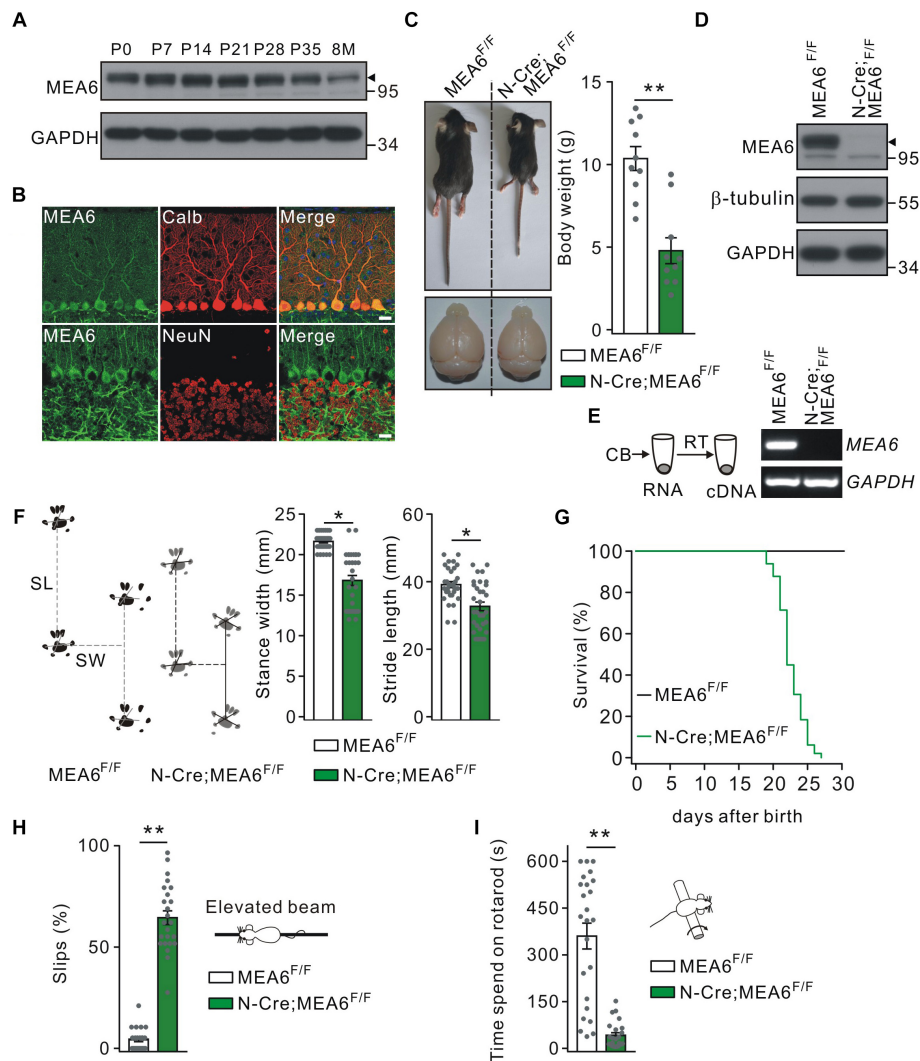 A
P0 P7 P14 P21 P28 P35 8M
MEA6
95
GAPDH
34
B
MEA6 Calb Merge
MEA6 NeuN Merge
C
MEA6F/F
N-Cre;
MEA6F/F
Body weight (g)
15
10
5
0
**
MEA6F/F
N-Cre;MEA6F/F
D
MEA6F/F
N-Cre;
MEA6F/F
MEA6
95
β-tubulin
55
GAPDH
43
E
CB
RNA
RT
cDNA
MEA6F/F
N-Cre;
MEA6F/F
MEA6
GAPDH
F
SL
SW
MEA6F/F N-Cre;MEA6F/F
Stance width (mm)
25
20
15
10
5
0
*
Stride length (mm)
60
40
20
0
*
MEA6F/F
N-Cre;MEA6F/F
G
Survival (%)
100
80
60
40
20
0
MEA6F/F
N-Cre;MEA6F/F
0 5 10 15 20 25 30
days after birth
H
Slips (%)
100
50
0
**
Elevated beam
MEA6F/F
N-Cre;MEA6F/F
I
Time spend on rotarod (s)
600
450
300
150
0
**
MEA6F/F
N-Cre;MEA6F/F